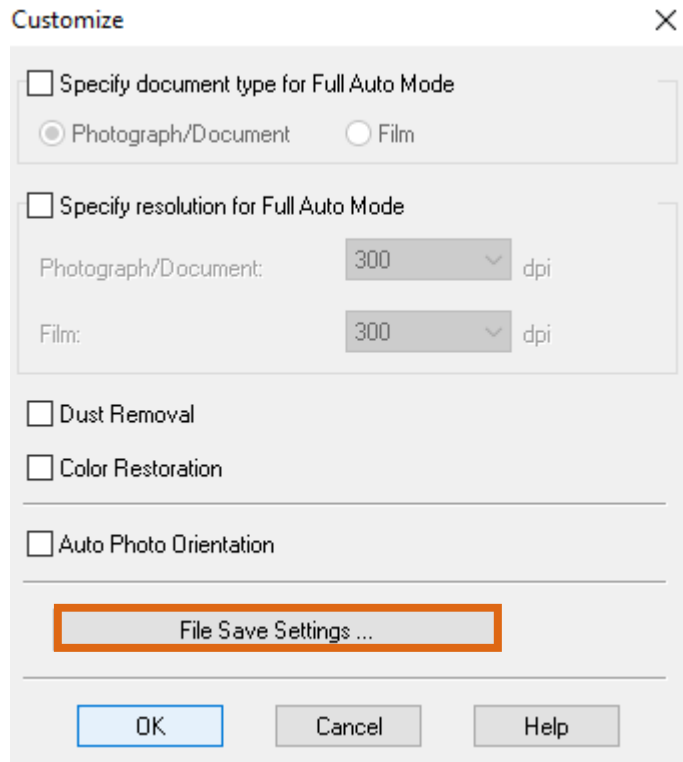 Customize
Specify document type for Full Auto Mode
Photograph/Document Film
Specify resolution for Full Auto Mode
Photograph/Document: 300 dpi
Film: 300 dpi
Dust Removal
Color Restoration
Auto Photo Orientation
File Save Settings ...
OK Cancel Help